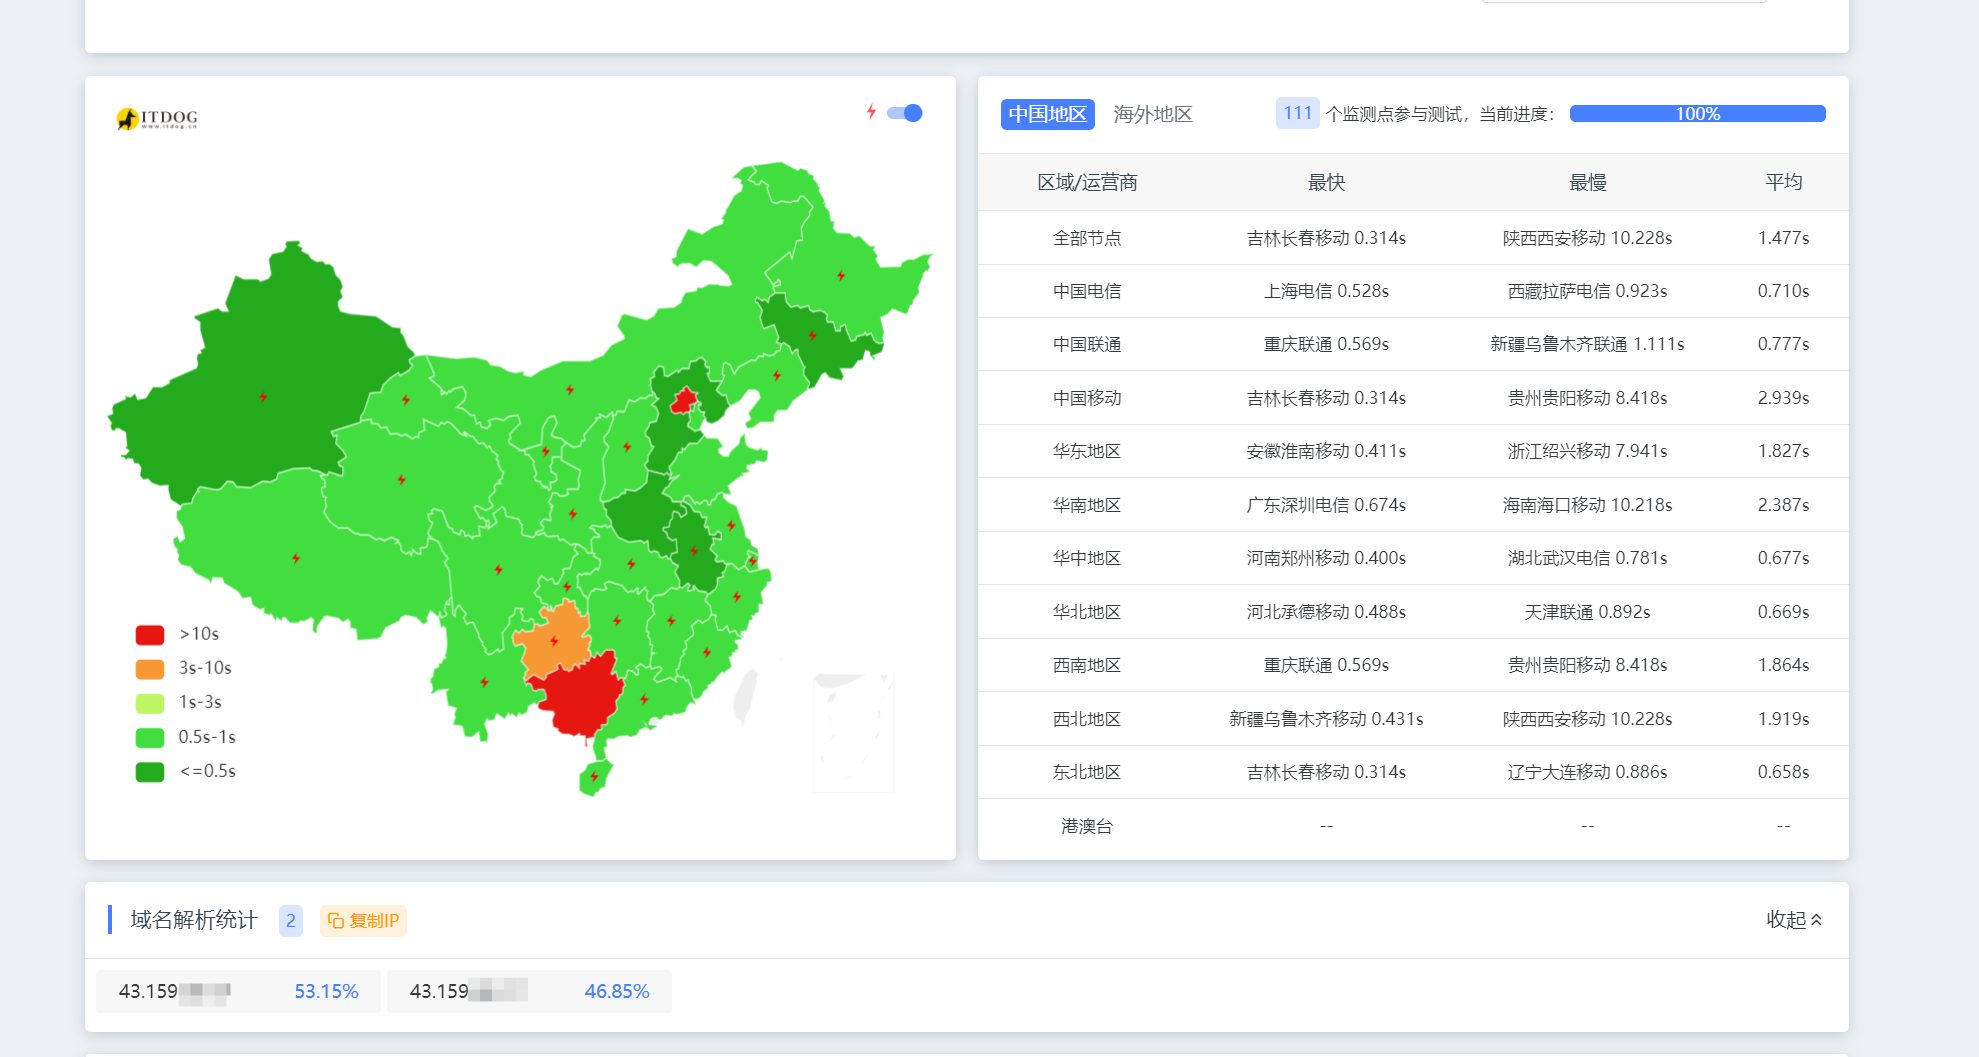 ITDOG
www.itdog.cn
>10s
3s-10s
1s-3s
0.5s-1s
<=0.5s
中国地区 海外地区 111 个监测点参与测试，当前进度： 100%
区域/运营商 最快 最慢 平均
全部节点 吉林长春移动 0.314s 陕西西安移动 10.228s 1.477s
中国电信 上海电信 0.528s 西藏拉萨电信 0.923s 0.710s
中国联通 重庆联通 0.569s 新疆乌鲁木齐联通 1.111s 0.777s
中国移动 吉林长春移动 0.314s 贵州贵阳移动 8.418s 2.939s
华东地区 安徽淮南移动 0.411s 浙江绍兴移动 7.941s 1.827s
华南地区 广东深圳电信 0.674s 海南海口移动 10.218s 2.387s
华中地区 河南郑州移动 0.400s 湖北武汉电信 0.781s 0.677s
华北地区 河北承德移动 0.488s 天津联通 0.892s 0.669s
西南地区 重庆联通 0.569s 贵州贵阳移动 8.418s 1.864s
西北地区 新疆乌鲁木齐移动 0.431s 陕西西安移动 10.228s 1.919s
东北地区 吉林长春移动 0.314s 辽宁大连移动 0.886s 0.658s
港澳台 -- -- --
域名解析统计 2 复制IP 收起
43.159 53.15% 43.159 46.85%